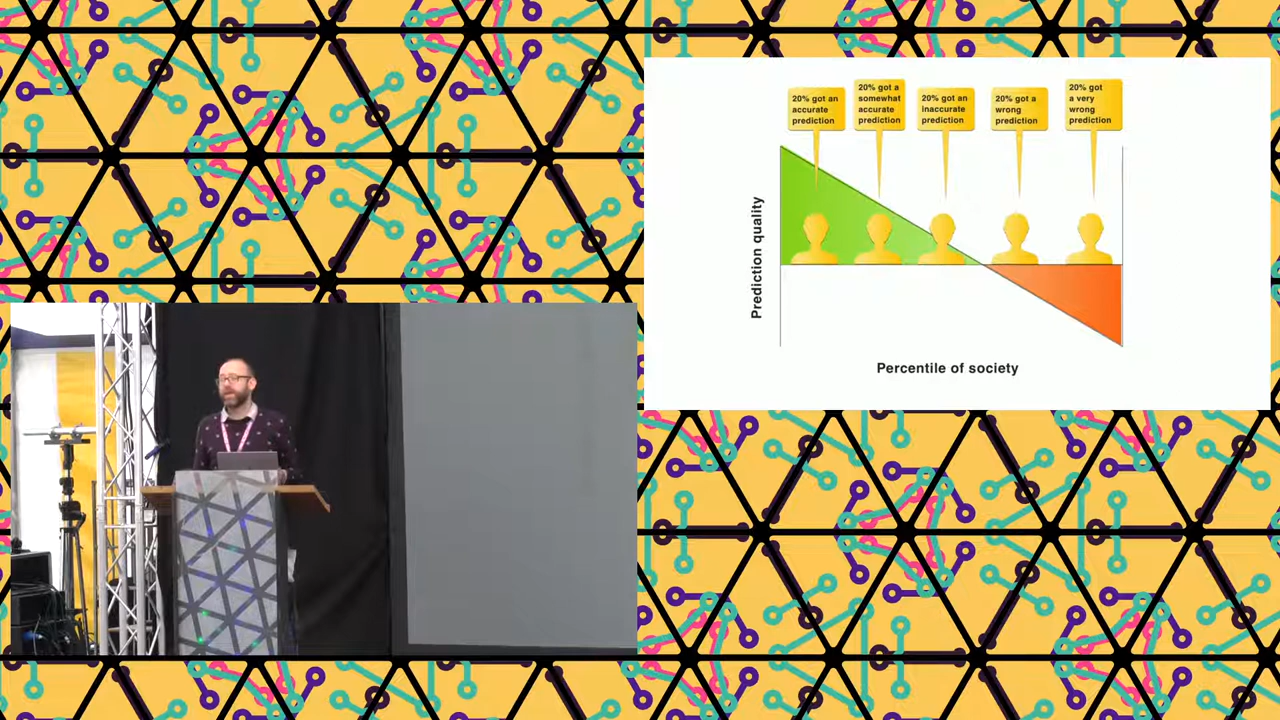 20% got an
accurate
prediction
20% got a
somewhat
accurate
prediction
20% got an
inaccurate
prediction
20% got a
wrong
prediction
20% got
a very
wrong
prediction
Prediction quality
Percentile of society